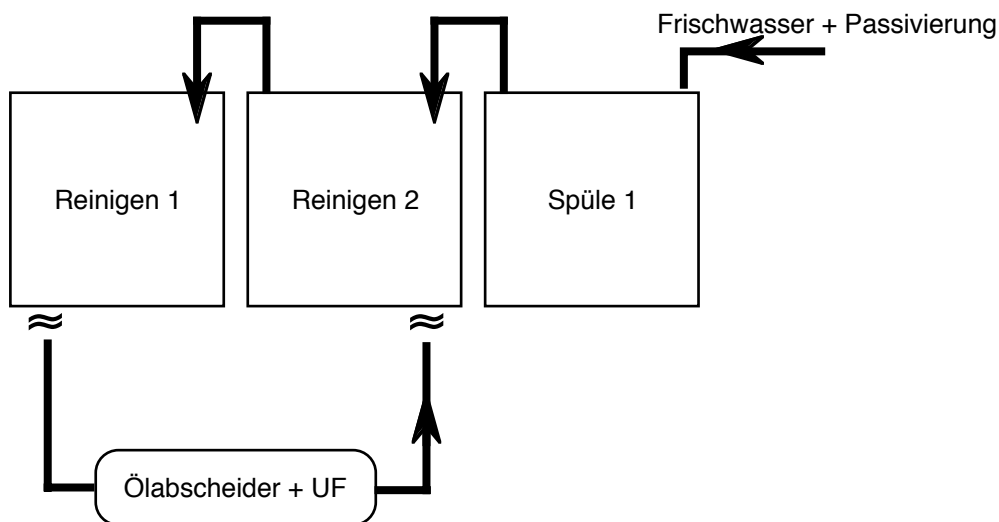 Frischwasser + Passivierung
Reinigen 1
Reinigen 2
Spüle 1
Ölabscheider + UF